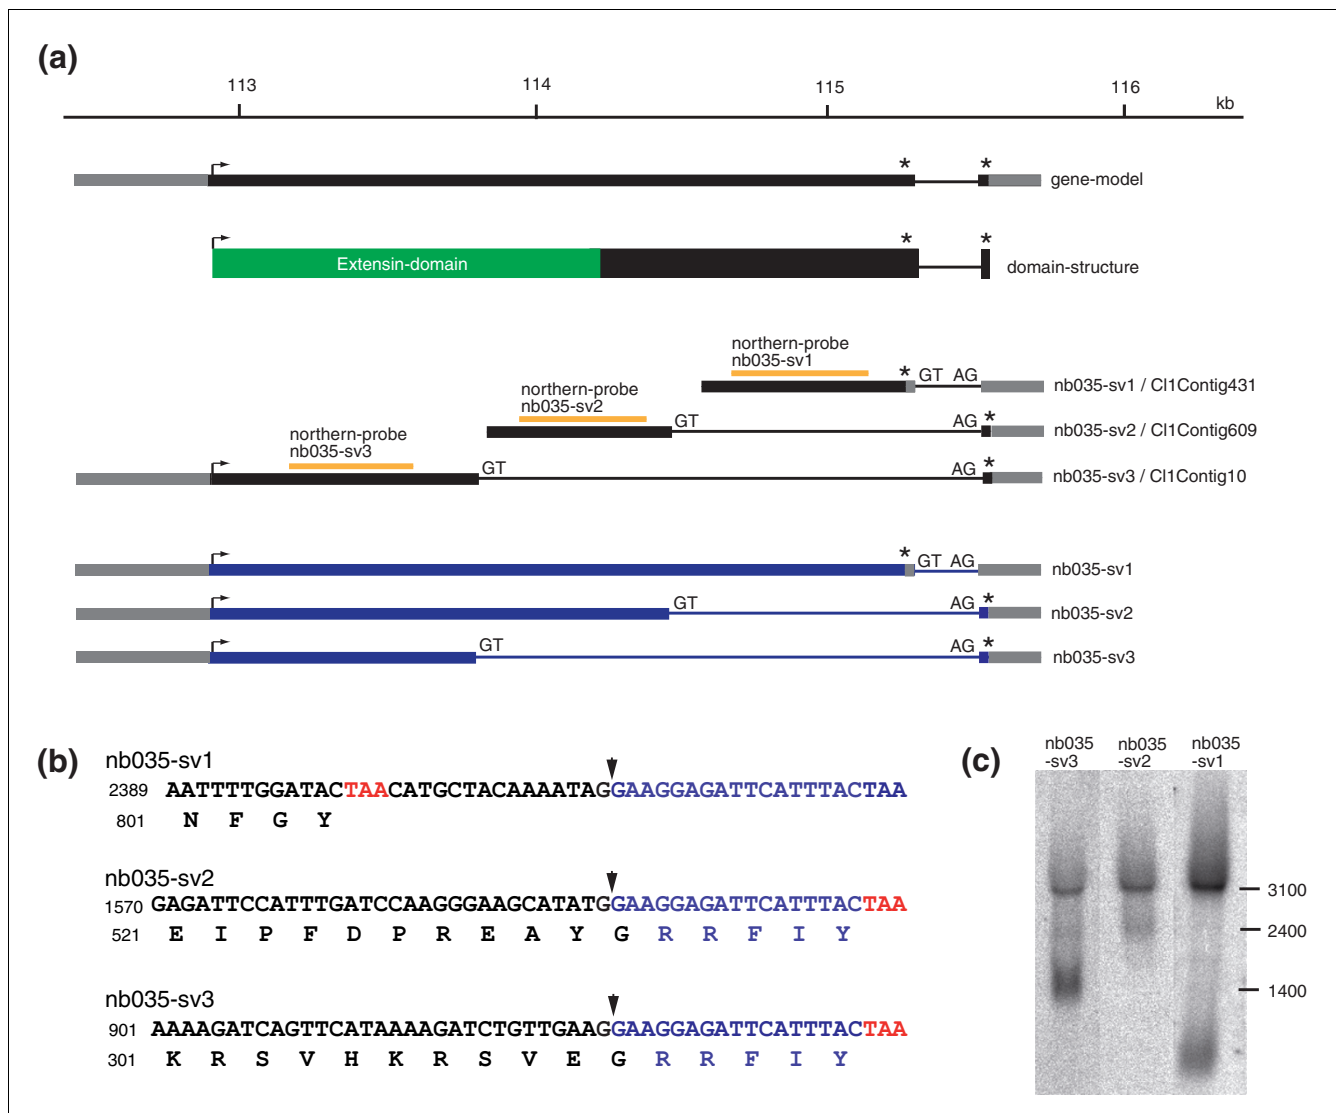 (a)
113 114 115 116
kb
* *
gene-model
* *
Extensin-domain
domain-structure
northern-probe
nb035-sv1
* GT AG
nb035-sv1 / Cl1Contig431
northern-probe
nb035-sv2
GT AG *
nb035-sv2 / Cl1Contig609
northern-probe
nb035-sv3
GT AG *
nb035-sv3 / Cl1Contig10
* GT AG
nb035-sv1
GT AG *
nb035-sv2
GT AG *
nb035-sv3
(b)
nb035-sv1
2389 AATTTTGGATACTAACATGCTACAAAATAGGAAGGAGATTCATTTACTAA
801 N F G Y
nb035-sv2
1570 GAGATTCCATTTGATCCAAGGGAAGCATATGGAAGGAGATTCATTTACTAA
521 E I P F D P R E A Y G R R F I Y
nb035-sv3
901 AAAAGATCAGTTCATAAAAGATCTGTTGAAGGAAGGAGATTCATTTACTAA
301 K R S V H K R S V E G R R F I Y
(c)
nb035
-sv3
nb035
-sv2
nb035
-sv1
3100
2400
1400